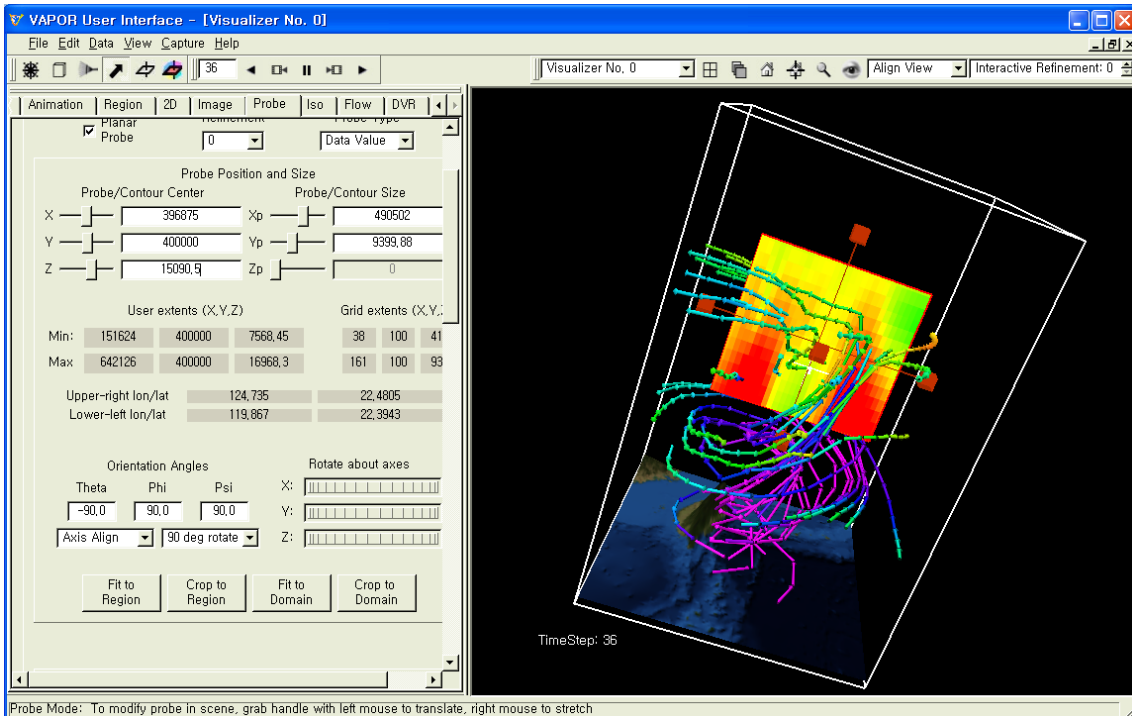 VAPOR User Interface - [Visualizer No. 0]
File Edit Data View Capture Help
36 Visualizer No. 0 Align View Interactive Refinement: 0
Animation Region 2D Image Probe Iso Flow DVR
Planar Probe
0 Data Value
Probe Position and Size
Probe/Contour Center Probe/Contour Size
X 396875 Xp 490502
Y 400000 Yp 9399,88
Z 15090,5 Zp 0
User extents (X,Y,Z) Grid extents (X,Y,
Min: 151624 400000 7568,45 38 100 41
Max 642126 400000 16968,3 161 100 93
Upper-right lon/lat 124,735 22,4805
Lower-left lon/lat 119,867 22,3943
Orientation Angles Rotate about axes
Theta Phi Psi X:
-90,0 90,0 90,0 Y:
Axis Align 90 deg rotate Z:
Fit to Region Crop to Region Fit to Domain Crop to Domain
TimeStep: 36
Probe Mode: To modify probe in scene, grab handle with left mouse to translate, right mouse to stretch